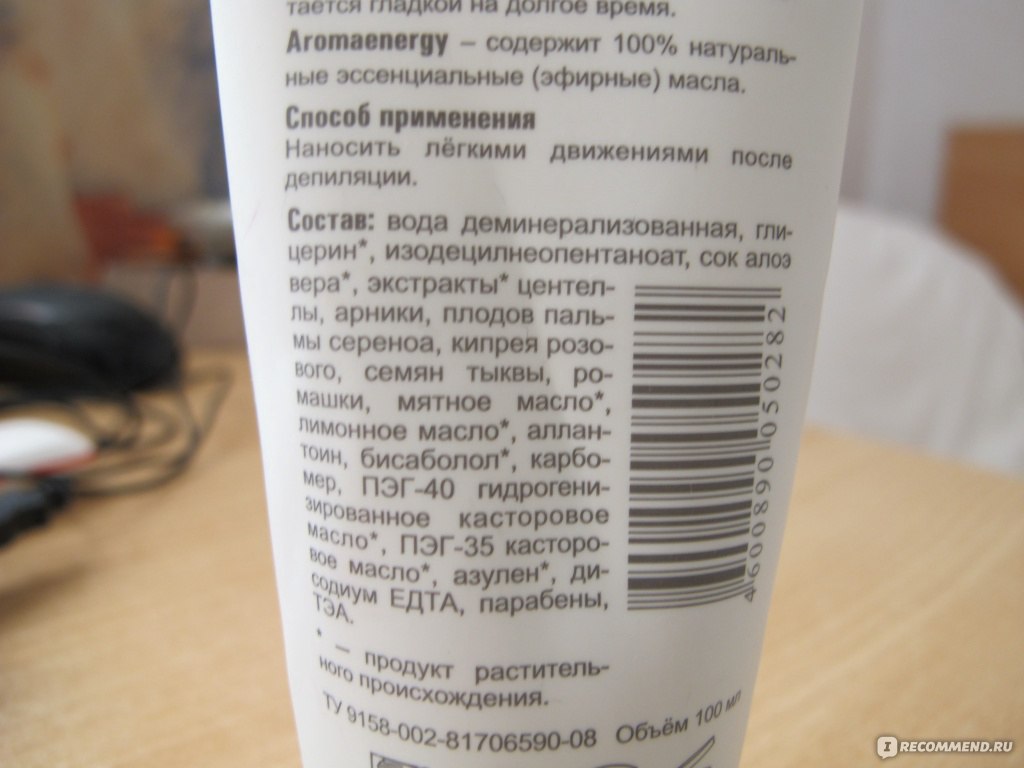 тается гладкой на долгое время.
Aromaenergy – содержит 100% натураль-
ные эссенциальные (эфирные) масла.
Способ применения
Наносить лёгкими движениями после
депиляции.
Состав: вода деминерализованная, гли-
церин*, изодецилнеопентаноат, сок алоэ
вера*, экстракты* центел-
лы, арники, плодов паль-
мы сереноа, кипрея розо-
вого, семян тыквы, ро-
машки, мятное масло*,
лимонное масло*, аллан-
тоин, бисаболол*, карбо-
мер, ПЭГ-40 гидрогени-
зированное касторовое
масло*, ПЭГ-35 касторо-
вое масло*, азулен*, ди-
содиум ЕДТА, парабены,
ТЭА.
* – продукт раститель-
ного происхождения.
ТУ 9158-002-81706590-08 Объём 100 мл
4600890050282
IRECOMMEND.RU